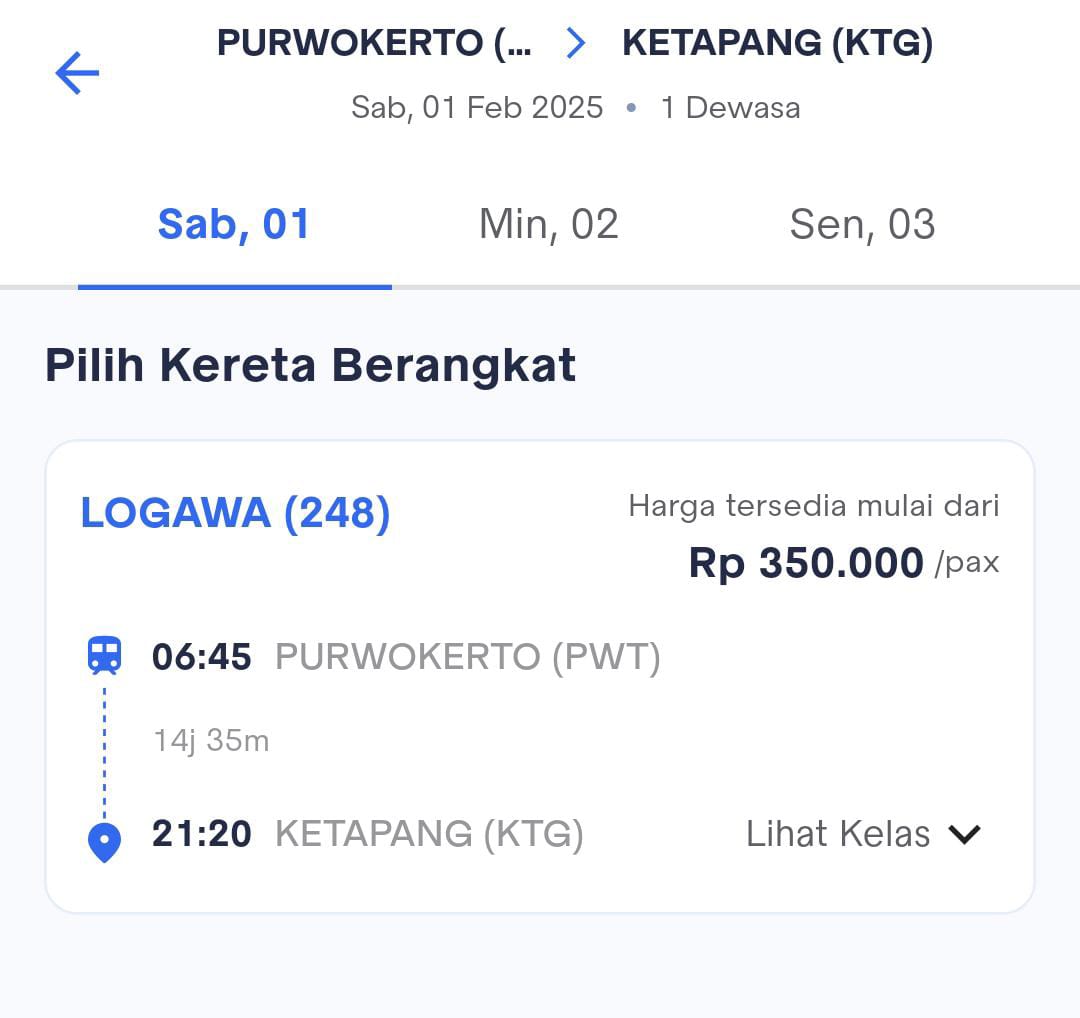 PURWOKERTO (... > KETAPANG (KTG)
Sab, 01 Feb 2025 • 1 Dewasa
Sab, 01 Min, 02 Sen, 03
Pilih Kereta Berangkat
LOGAWA (248)
Harga tersedia mulai dari
Rp 350.000 /pax
06:45 PURWOKERTO (PWT)
14j 35m
21:20 KETAPANG (KTG)
Lihat Kelas